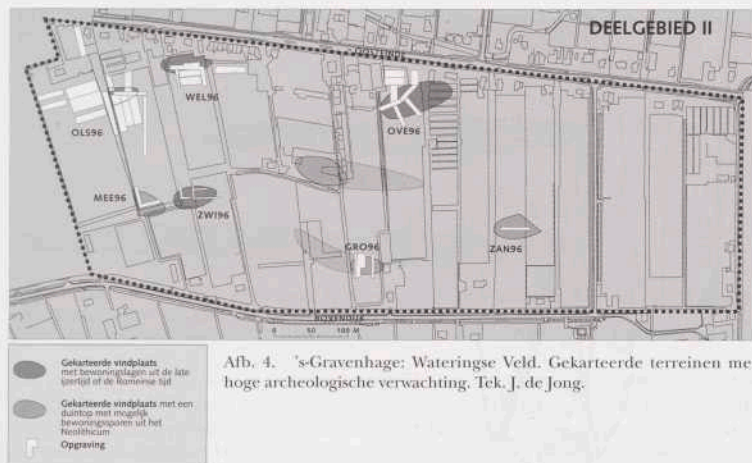 DEELGEBIED II
WEL96
OLS96
OVE96
MEE96
ZWI96
GRO96
ZAN96
0 50 100 M
Gekarteerde vindplaats
met bewoningslagen uit de late
ijzertijd of de Romeinse tijd
Gekarteerde vindplaats met een
duintop met mogelijk
bewoningssporen uit het
Neolithicum
Opgraving
Afb. 4. 's-Gravenhage: Wateringse Veld. Gekarteerde terreinen me
hoge archeologische verwachting. Tek. J. de Jong.